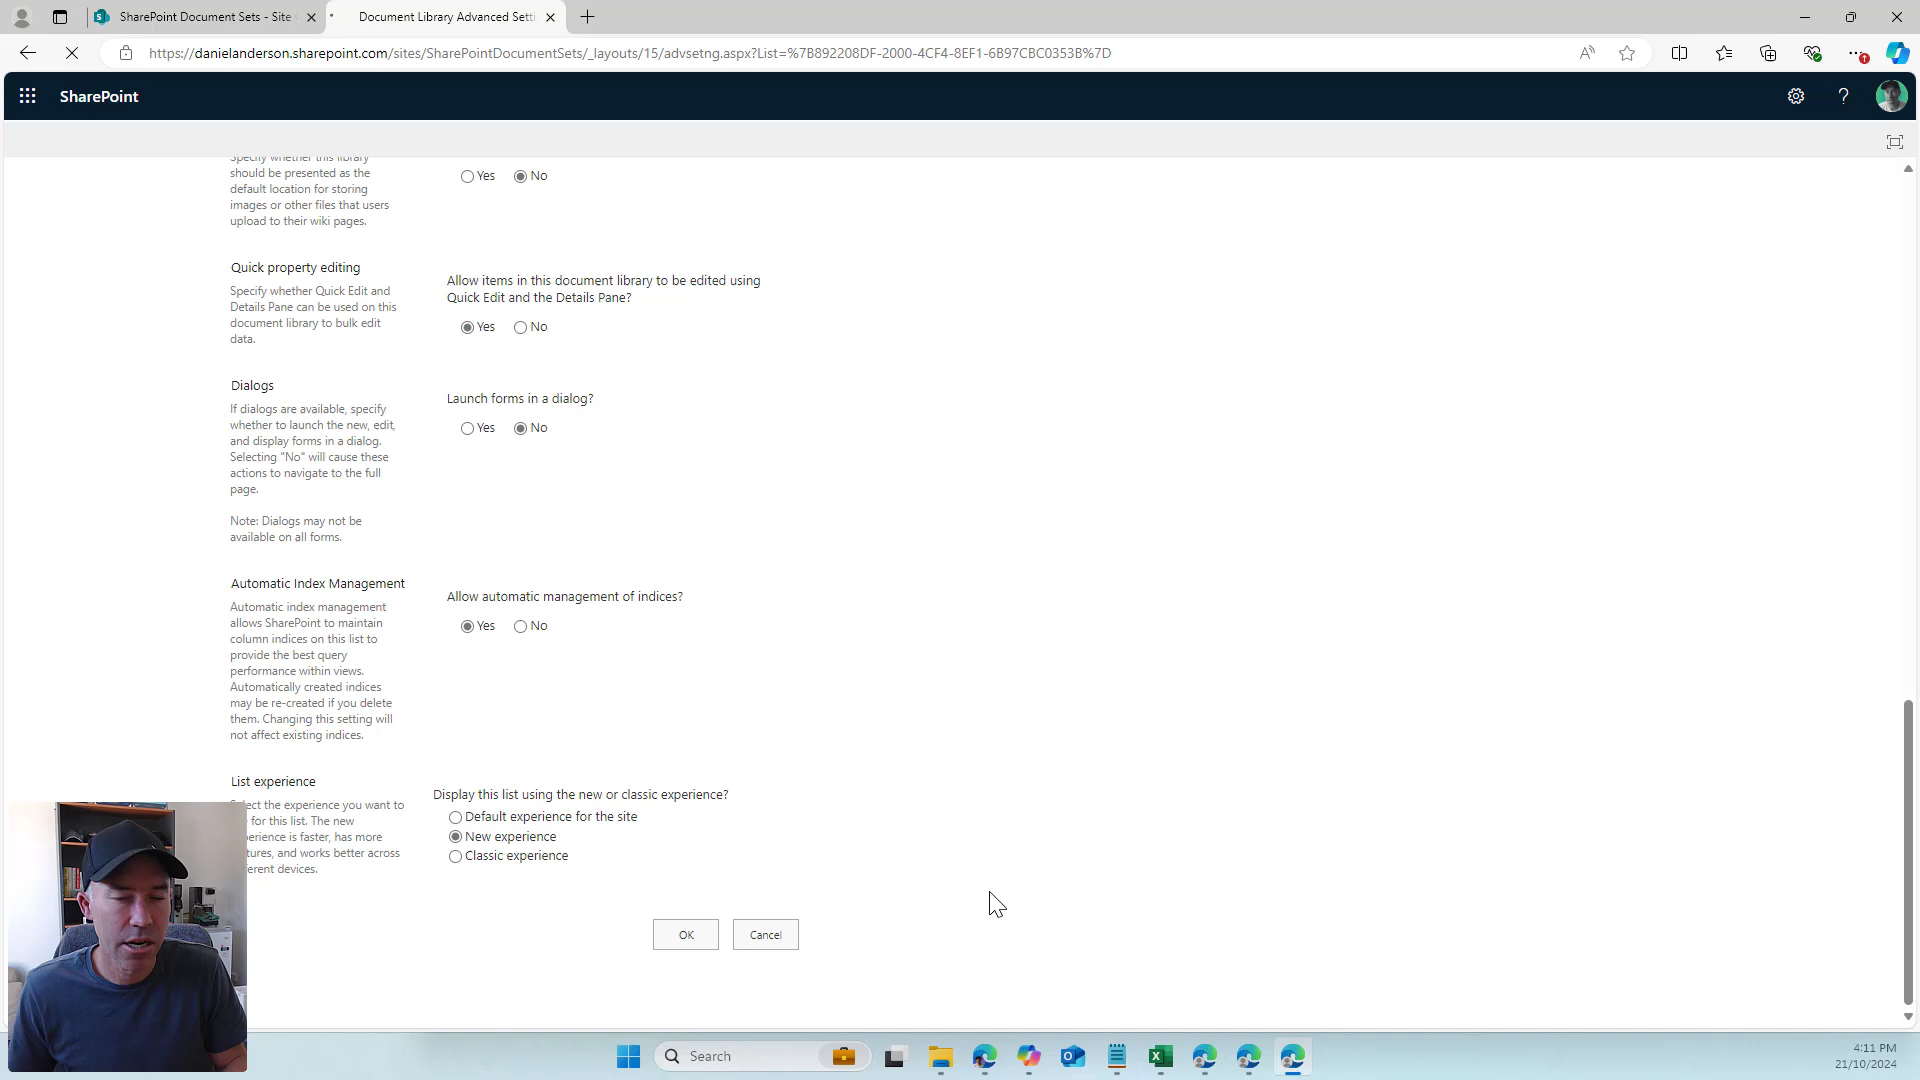 SharePoint Document Sets - Site
Document Library Advanced Setti
https://danielanderson.sharepoint.com/sites/SharePointDocumentSets/_layouts/15/advsetng.aspx?List=%7B892208DF-2000-4CF4-8EF1-6B97CBC0353B%7D
SharePoint
Specify whether this library
should be presented as the
default location for storing
images or other files that users
upload to their wiki pages.
Yes No
Quick property editing
Specify whether Quick Edit and
Details Pane can be used on this
document library to bulk edit
data.
Allow items in this document library to be edited using
Quick Edit and the Details Pane?
Yes No
Dialogs
If dialogs are available, specify
whether to launch the new, edit,
and display forms in a dialog.
Selecting "No" will cause these
actions to navigate to the full
page.
Note: Dialogs may not be
available on all forms.
Launch forms in a dialog?
Yes No
Automatic Index Management
Automatic index management
allows SharePoint to maintain
column indices on this list to
provide the best query
performance within views.
Automatically created indices
may be re-created if you delete
them. Changing this setting will
not affect existing indices.
Allow automatic management of indices?
Yes No
List experience
the experience you want to
for this list. The new
is faster, has more
and works better across
devices.
Display this list using the new or classic experience?
Default experience for the site
New experience
Classic experience
OK Cancel
Search
4:11 PM
21/10/2024